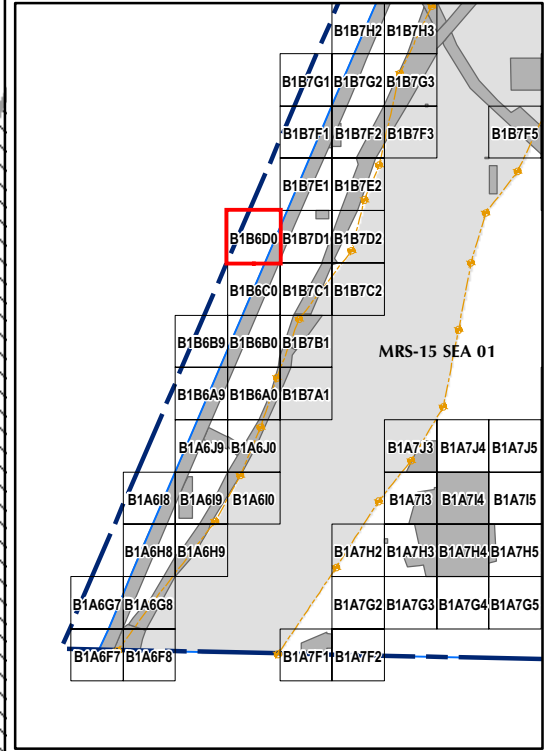 B1B7H2 B1B7H3
B1B7G1 B1B7G2 B1B7G3
B1B7F1 B1B7F2 B1B7F3 B1B7F5
B1B7E1 B1B7E2
B1B6D0 B1B7D1 B1B7D2
B1B6C0 B1B7C1 B1B7C2
B1B6B9 B1B6B0 B1B7B1
MRS-15 SEA 01
B1A6A9 B1A6A0 B1B7A1
B1A6J9 B1A6J0 B1A7J3 B1A7J4 B1A7J5
B1A6I8 B1A6I9 B1A6I0 B1A7I3 B1A7I4 B1A7I5
B1A6H8 B1A6H9 B1A7H2 B1A7H3 B1A7H4 B1A7H5
B1A6G7 B1A6G8 B1A7G2 B1A7G3 B1A7G4 B1A7G5
B1A6F7 B1A6F8 B1A7F1 B1A7F2